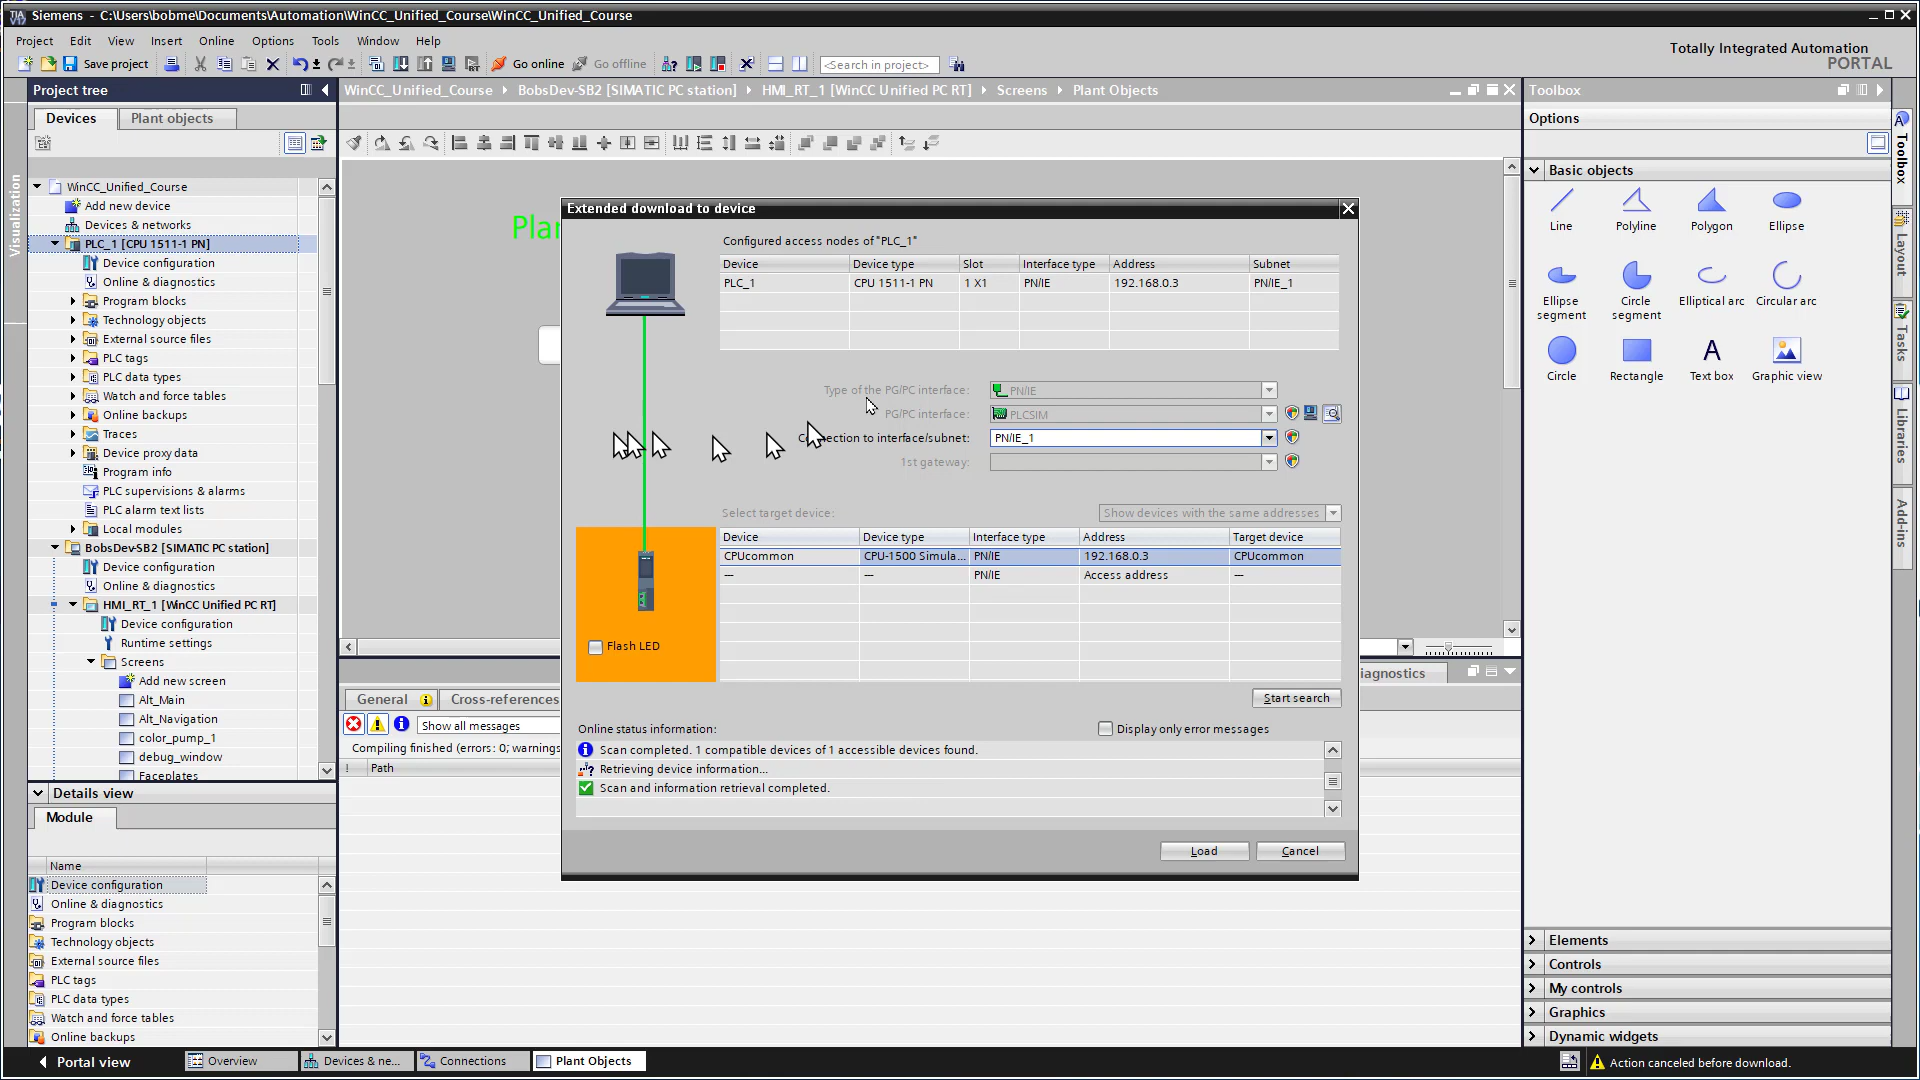 Siemens - C:\Users\bobme\Documents\Automation\WinCC_Unified_Course\WinCC_Unified_Course
Project Edit View Insert Online Options Tools Window Help
Totally Integrated Automation
PORTAL
Save project Go online Go offline <Search in project>
Project tree
WinCC_Unified_Course BobsDev-SB2 [SIMATIC PC station] HMI_RT_1 [WinCC Unified PC RT] Screens Plant Objects
Toolbox
Devices Plant objects
Options
Visualization
Basic objects
Line Polyline Polygon Ellipse
Ellipse segment Circle segment Elliptical arc Circular arc
Circle Rectangle Text box Graphic view
Elements
Controls
My controls
Graphics
Dynamic widgets
Toolbox
Layout
Tasks
Libraries
Add-ins
WinCC_Unified_Course
Add new device
Devices & networks
PLC_1 [CPU 1511-1 PN]
Device configuration
Online & diagnostics
Program blocks
Technology objects
External source files
PLC tags
PLC data types
Watch and force tables
Online backups
Traces
Device proxy data
Program info
PLC supervisions & alarms
PLC alarm text lists
Local modules
BobsDev-SB2 [SIMATIC PC station]
Device configuration
Online & diagnostics
HMI_RT_1 [WinCC Unified PC RT]
Device configuration
Runtime settings
Screens
Add new screen
Alt_Main
Alt_Navigation
color_pump_1
debug_window
Faceplates
Details view
Module
Name
Device configuration
Online & diagnostics
Program blocks
Technology objects
External source files
PLC tags
PLC data types
Watch and force tables
Online backups
Extended download to device
Configured access nodes of "PLC_1"
Device Device type Slot Interface type Address Subnet
PLC_1 CPU 1511-1 PN 1 X1 PN/IE 192.168.0.3 PN/IE_1
Type of the PG/PC interface: PN/IE
PG/PC interface: PLCSIM
Connection to interface/subnet: PN/IE_1
1st gateway:
Select target device: Show devices with the same addresses
Device Device type Interface type Address Target device
CPUcommon CPU-1500 Simula... PN/IE 192.168.0.3 CPUcommon
— — PN/IE Access address —
Flash LED
Start search
Online status information: Display only error messages
Scan completed. 1 compatible devices of 1 accessible devices found.
Retrieving device information...
Scan and information retrieval completed.
Load Cancel
General Cross-references
Show all messages
Compiling finished (errors: 0; warnings
! Path
Portal view Overview Devices & ne... Connections Plant Objects
Action canceled before download.